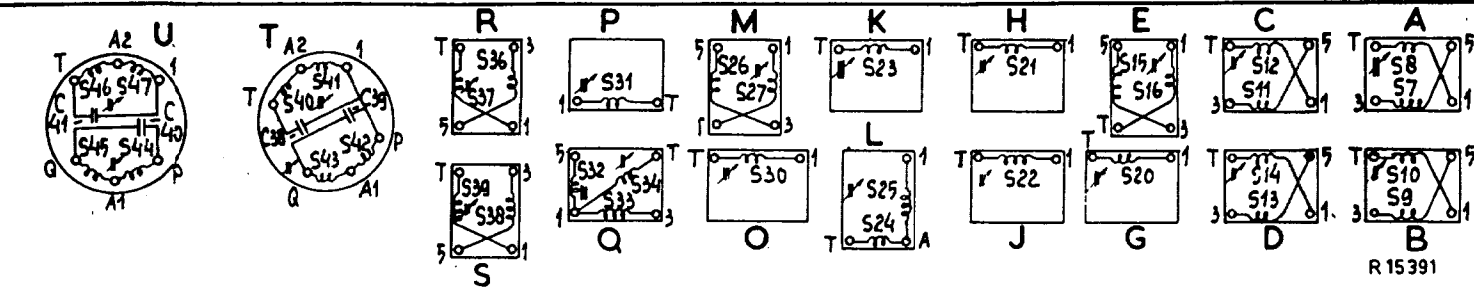 U
A2
T
1
S46
S47
C
41
C
40
S45
S44
Q
P
A1
T
A2
1
S41
T
S40
C39
C38
S42
P
S43
Q
A1
R
T
3
S36
S37
5
1
T
3
S39
S38
5
1
S
P
S31
1
T
5
T
S32
S34
S33
1
3
Q
M
5
1
S26
S27
T
3
T
1
S30
O
K
T
1
S23
L
1
S25
S24
T
A
H
T
1
S21
T
1
S22
J
E
5
1
S15
S16
T
3
T
1
S20
G
C
T
5
S12
S11
3
1
T
5
S14
S13
3
1
D
A
T
5
S8
S7
3
1
T
5
S10
S9
3
1
B
R 15391